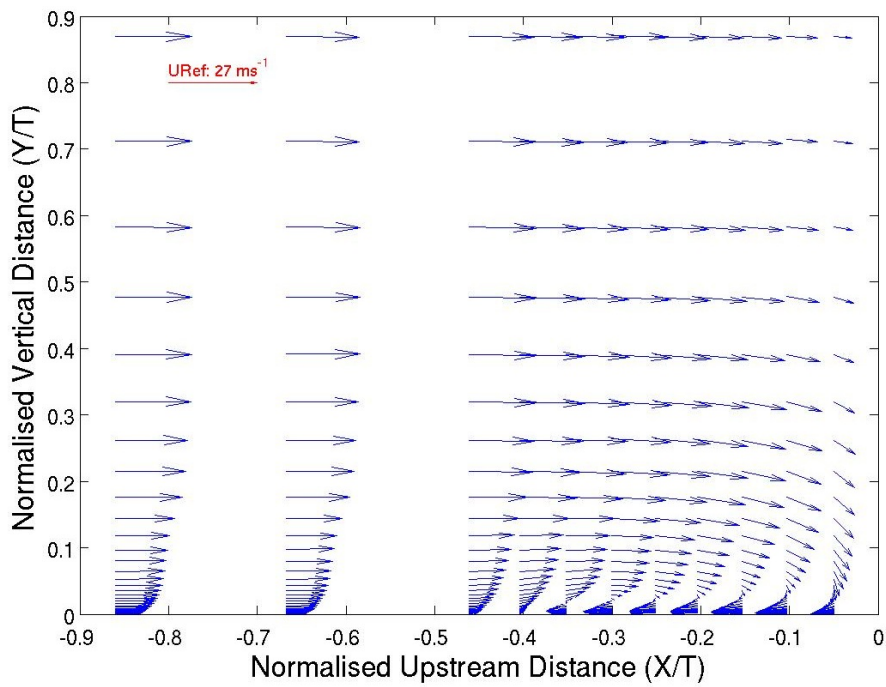 0.9
0.8
0.7
0.6
0.5
0.4
0.3
0.2
0.1
0
URef: 27 ms⁻¹
Normalised Vertical Distance (Y/T)
-0.9 -0.8 -0.7 -0.6 -0.5 -0.4 -0.3 -0.2 -0.1 0
Normalised Upstream Distance (X/T)